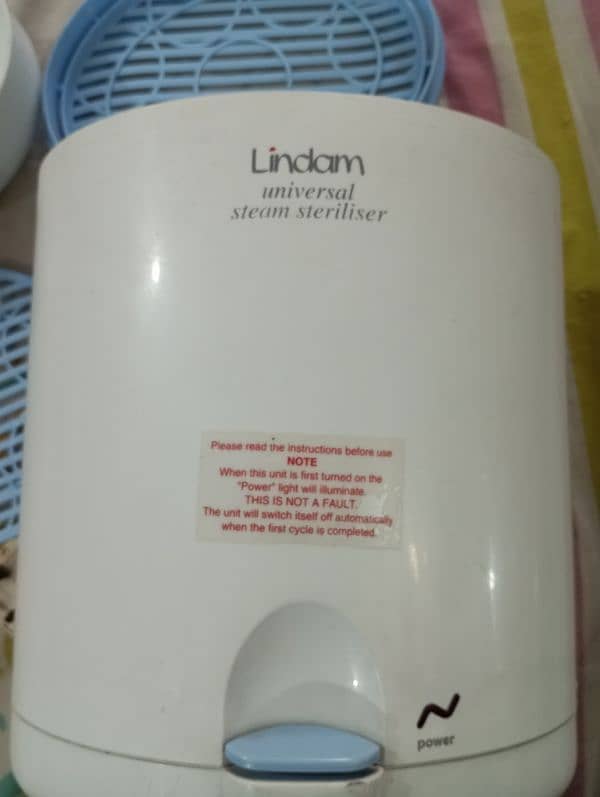 Lindam
universal
steam steriliser
Please read the instructions before use
NOTE
When this unit is first turned on the
"Power" light will illuminate.
THIS IS NOT A FAULT.
The unit will switch itself off automatically
when the first cycle is completed.
power